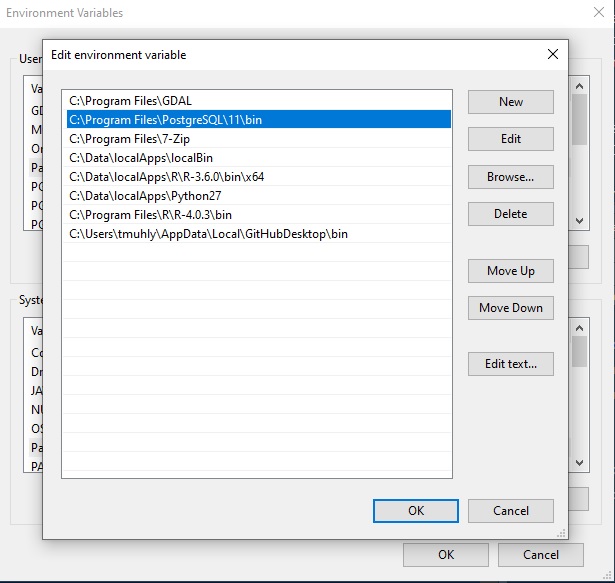 Environment Variables
Edit environment variable
User
Va
GD
M
On
Pa
PC
PC
PC
C:\Program Files\GDAL
C:\Program Files\PostgreSQL\11\bin
C:\Program Files\7-Zip
C:\Data\localApps\localBin
C:\Data\localApps\R\R-3.6.0\bin\x64
C:\Data\localApps\Python27
C:\Program Files\R\R-4.0.3\bin
C:\Users\tmuhly\AppData\Local\GitHubDesktop\bin
New
Edit
Browse...
Delete
Move Up
Move Down
Edit text...
Syste
Va
Co
Dr
JA
NU
OS
Pa
PA
OK
Cancel
OK
Cancel